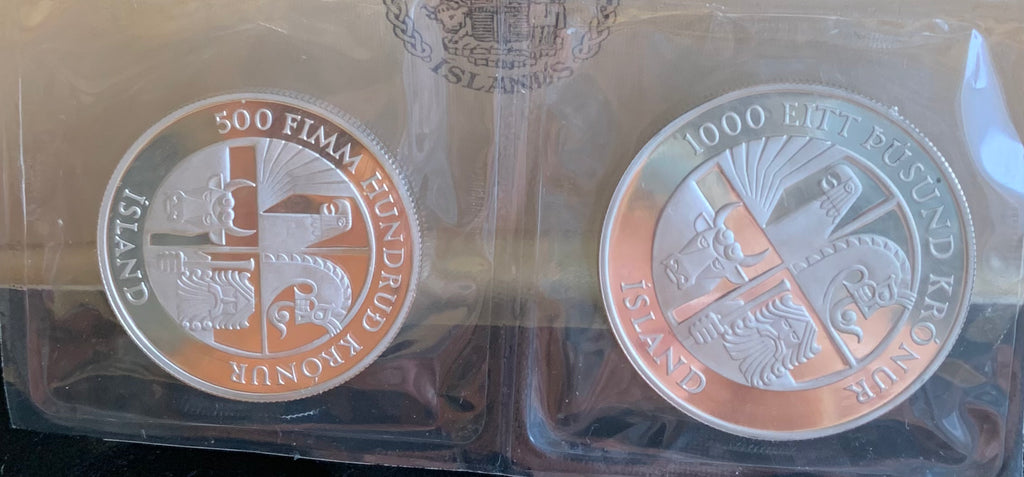 ÍSLANDS
500 FIMM HUNDRUÐ KRÓNUR
ÍSLAND
1000 EITT ÞÚSUND KRÓNUR
ÍSLAND